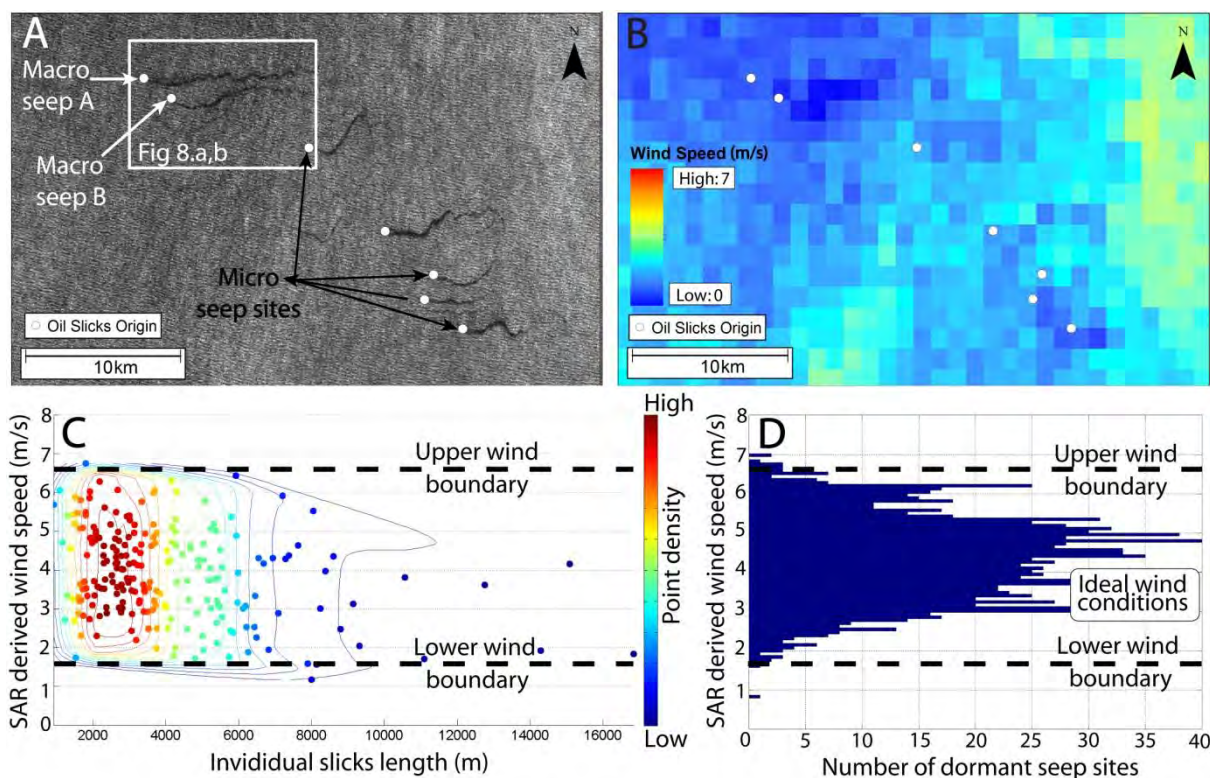 A
N
Macro
seep A
Macro
seep B
Fig 8.a,b
Micro
seep sites
Oil Slicks Origin
10km
B
N
Wind Speed (m/s)
High: 7
Low: 0
Oil Slicks Origin
10km
C
SAR derived wind speed (m/s)
8
7
6
5
4
3
2
1
0
Upper wind
boundary
Lower wind
boundary
2000 4000 6000 8000 10000 12000 14000 16000
Invididual slicks length (m)
High
Point density
Low
D
SAR derived wind speed (m/s)
8
7
6
5
4
3
2
1
0
Upper wind
boundary
Ideal wind
conditions
Lower wind
boundary
0 5 10 15 20 25 30 35 40
Number of dormant seep sites